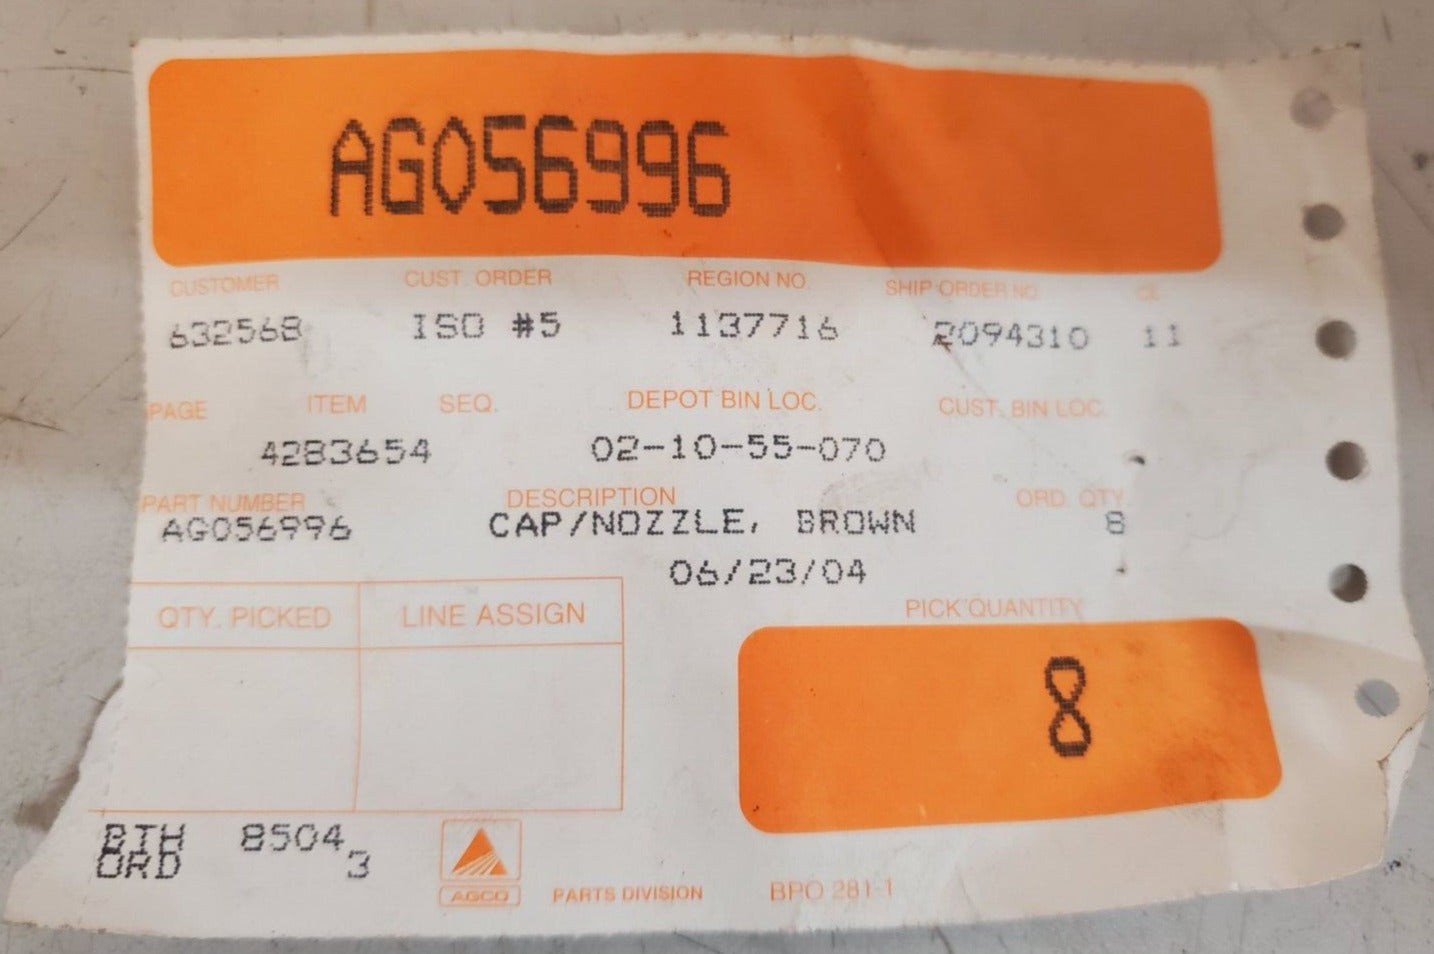 AG056996
CUSTOMER CUST. ORDER REGION NO. SHIP ORDER NO.
632568 ISO #5 1137716 2094310 11
PAGE ITEM SEQ. DEPOT BIN LOC. CUST. BIN LOC.
4283654 02-10-55-070
PART NUMBER DESCRIPTION ORD. QTY.
AG056996 CAP/NOZZLE, BROWN 8
06/23/04
QTY. PICKED LINE ASSIGN PICK QUANTITY
8
BTH 8504
ORD 3
AGCO PARTS DIVISION BPO 281-1